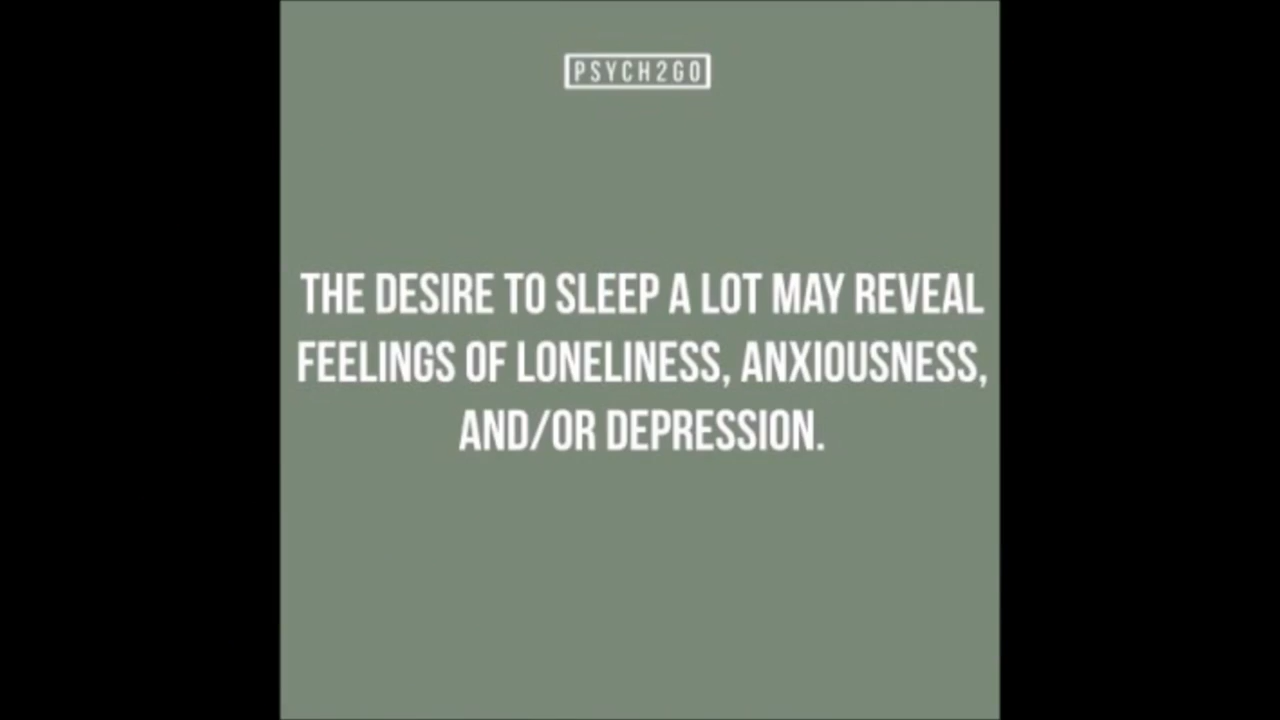 PSYCH2GO
THE DESIRE TO SLEEP A LOT MAY REVEAL
FEELINGS OF LONELINESS, ANXIOUSNESS,
AND/OR DEPRESSION.